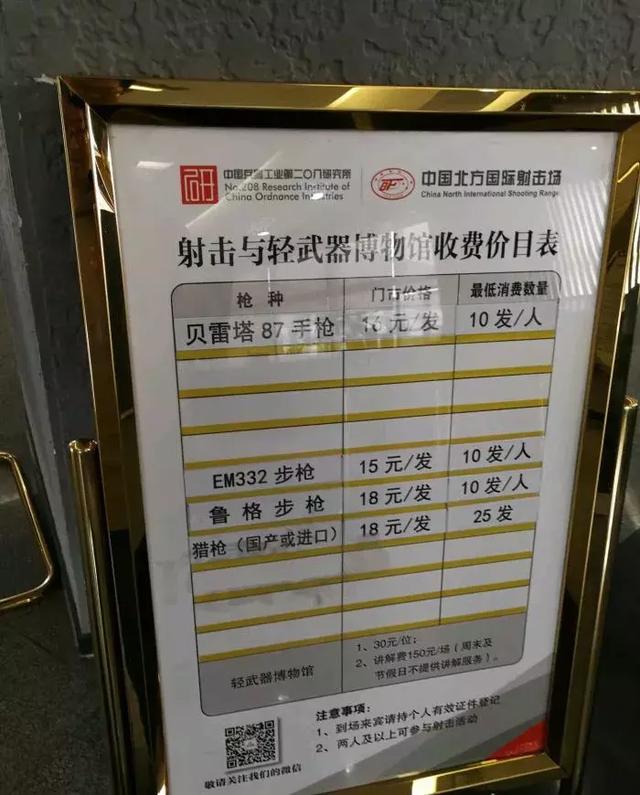 中国兵器工业第二〇八研究所
No.208 Research Institute of
China Ordnance Industries
中国北方国际射击场
China North International Shooting Range
射击与轻武器博物馆收费价目表
枪 种 门市价格 最低消费数量
贝雷塔 87 手枪 16 元/发 10 发/人
EM332 步枪 15 元/发 10 发/人
鲁 格 步 枪 18 元/发 10 发/人
猎枪（国产或进口） 18 元/发 25 发
轻武器博物馆
1、30元/位；
2、讲解费150元/场（周末及
节假日不提供讲解服务）。
注意事项：
1、到场来宾请持个人有效证件登记
2、两人及以上可参与射击活动
敬请关注我们的微信